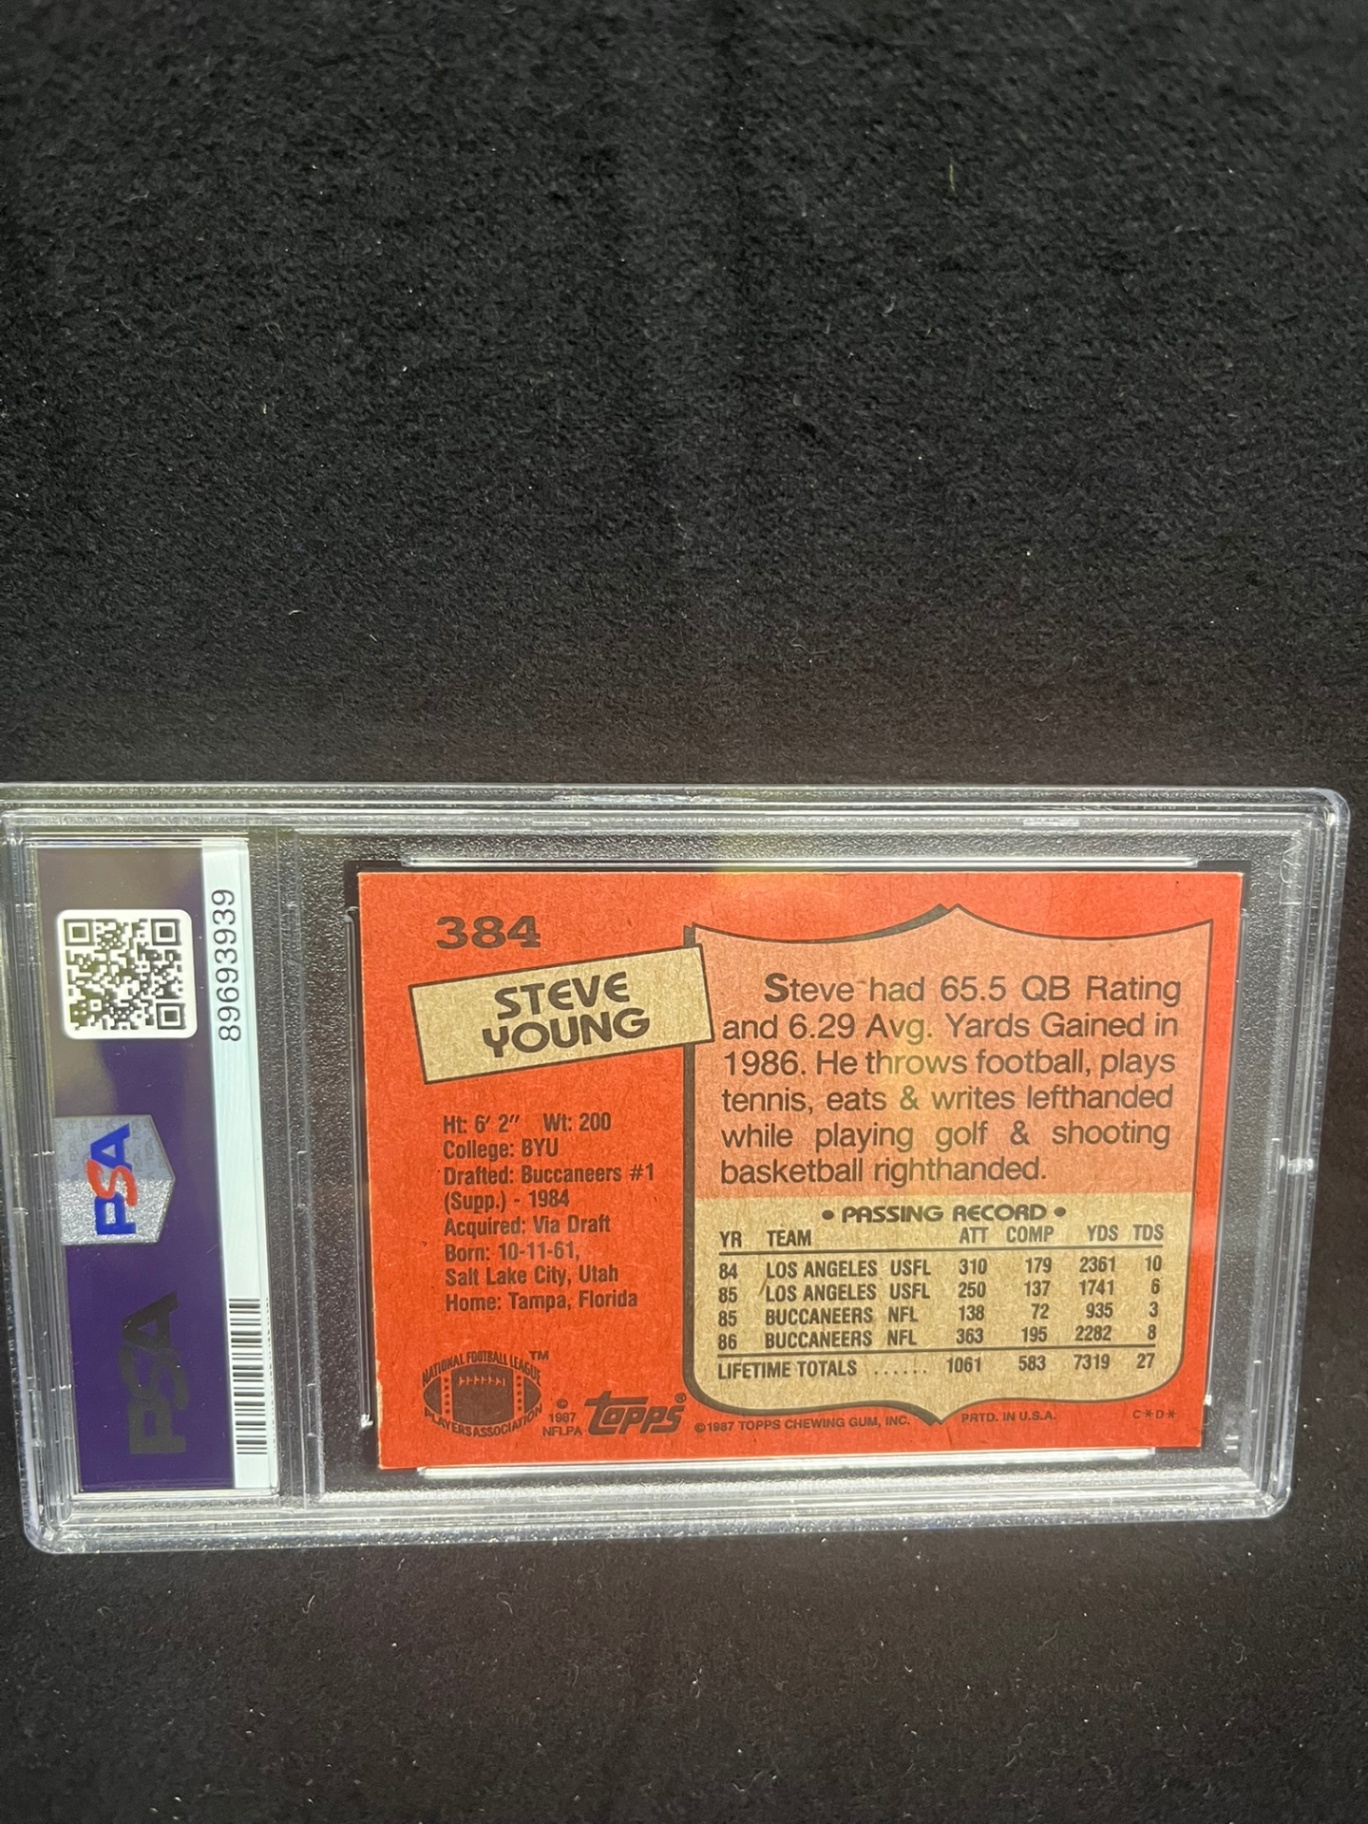 89693939
PSA
PSA
384
STEVE
YOUNG
Ht: 6' 2" Wt: 200
College: BYU
Drafted: Buccaneers #1
(Supp.) - 1984
Acquired: Via Draft
Born: 10-11-61,
Salt Lake City, Utah
Home: Tampa, Florida
NATIONAL FOOTBALL LEAGUE
PLAYERS ASSOCIATION
TM
©
1987
NFLPA
topps®
Steve had 65.5 QB Rating
and 6.29 Avg. Yards Gained in
1986. He throws football, plays
tennis, eats & writes lefthanded
while playing golf & shooting
basketball righthanded.
• PASSING RECORD •
YR TEAM ATT COMP YDS TDS
84 LOS ANGELES USFL 310 179 2361 10
85 LOS ANGELES USFL 250 137 1741 6
85 BUCCANEERS NFL 138 72 935 3
86 BUCCANEERS NFL 363 195 2282 8
LIFETIME TOTALS ...... 1061 583 7319 27
©1987 TOPPS CHEWING GUM, INC. PRTD. IN U.S.A. C*D*